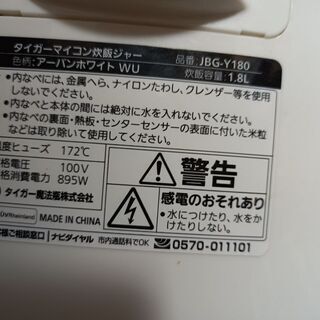 タイガーマイコン炊飯ジャー 品番 JBG-Y180
色柄:アーバンホワイト WU 炊飯容量 1.8L
・内なべには、金属へら、ナイロンたわし、クレンザー等を使用
しないでください。
・内なべと本体の間には絶対に水を入れないでください。
・内なべの裏面・熱板・センターセンサーの表面に付いた米粒
などは取り除いて使用してください。
度ヒューズ 172℃
格電圧 100V
格消費電力 895W
タイガー魔法瓶株式会社
TÜVRheinland MADE IN CHINA
警告
感電のおそれあり
・水につけたり、水をか
けたりしない。
客様ご相談窓口 ナビダイヤル 市内通話料でOK 0570-011101